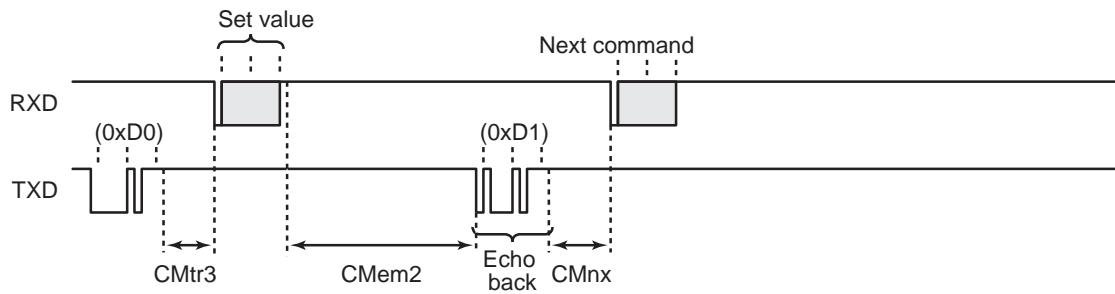 Set value
Next command
RXD
(0xD0)
(0xD1)
TXD
CMtr3
CMem2
Echo
back
CMnx